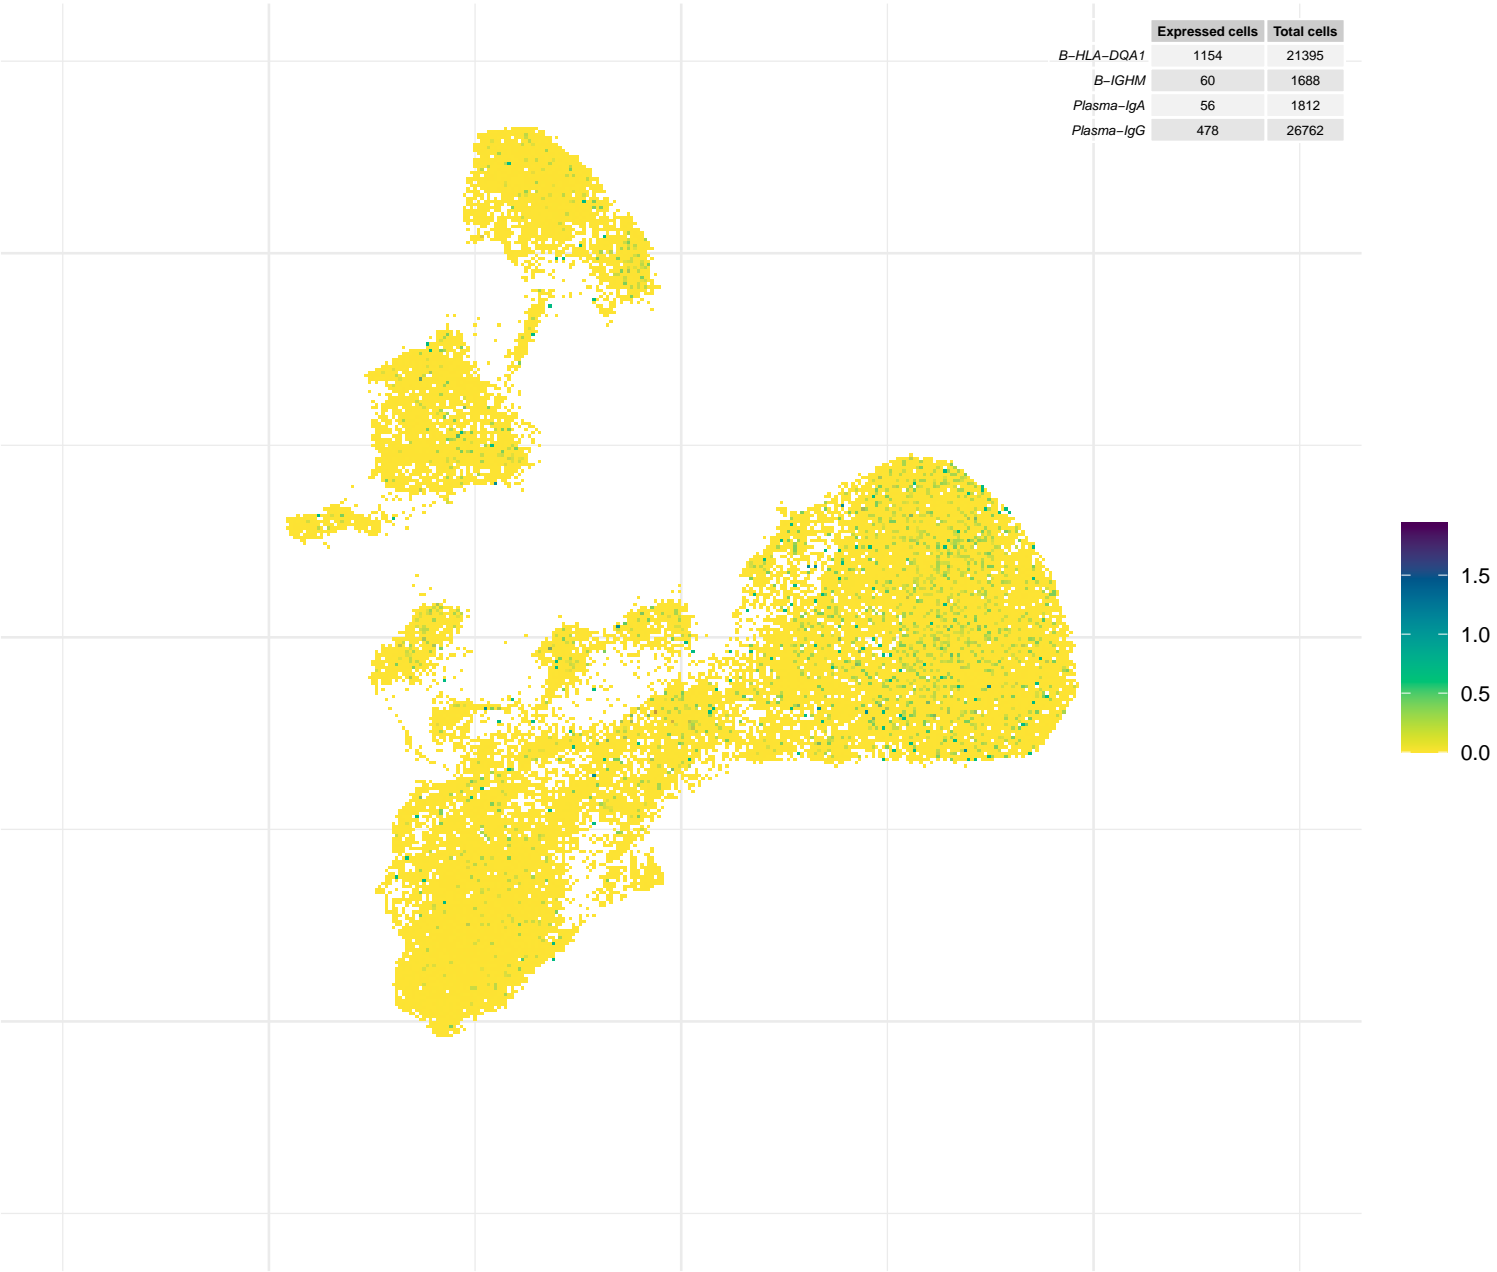 Expressed cells Total cells
B−HLA−DQA1 1154 21395
B−IGHM 60 1688
Plasma−IgA 56 1812
Plasma−IgG 478 26762
1.5
1.0
0.5
0.0